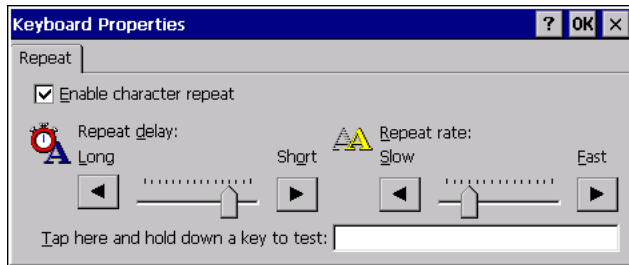 Keyboard Properties ? OK ×
Repeat
Enable character repeat
Repeat delay: Repeat rate:
Long Short Slow Fast
Tap here and hold down a key to test: